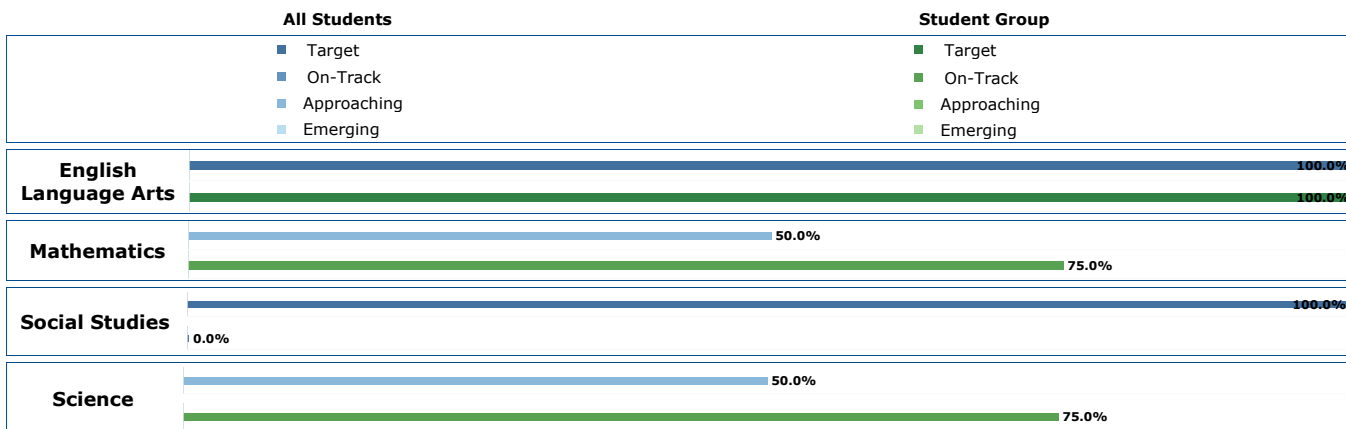 All Students
Student Group
Target
Target
On-Track
On-Track
Approaching
Approaching
Emerging
Emerging
English
Language Arts
100.0%
100.0%
Mathematics
50.0%
75.0%
Social Studies
100.0%
0.0%
Science
50.0%
75.0%